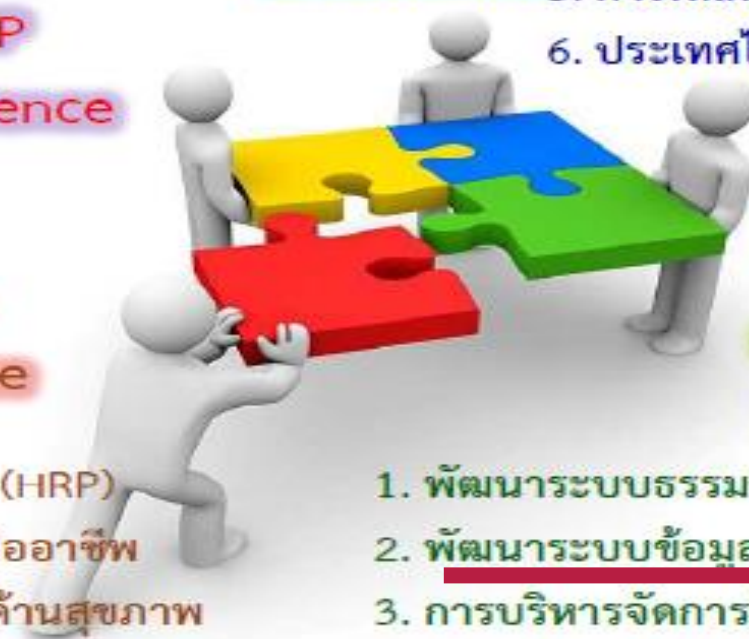 P
6. ประเทศไ
ence
e
(HRP)
ออาชีพ
ด้านสุขภาพ
1. พัฒนาระบบธรรม
2. พัฒนาระบบข้อมูล
3. การบริหารจัดการ